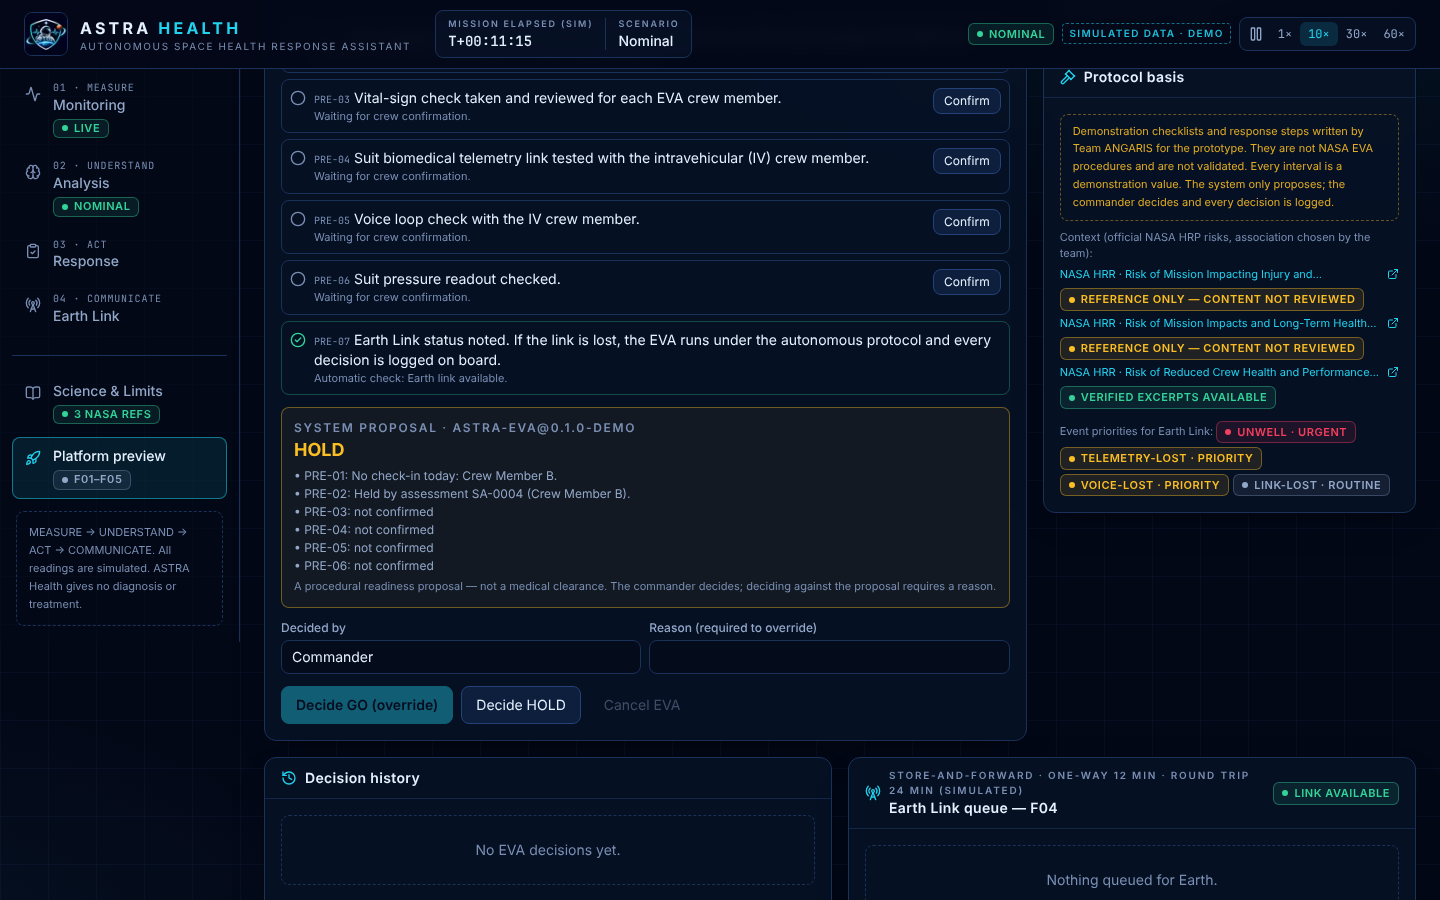 ASTRA HEALTH
AUTONOMOUS SPACE HEALTH RESPONSE ASSISTANT
MISSION ELAPSED (SIM)
T+00:11:15
SCENARIO
Nominal
NOMINAL
SIMULATED DATA · DEMO
1×
10×
30×
60×
01 · MEASURE
Monitoring
LIVE
02 · UNDERSTAND
Analysis
NOMINAL
03 · ACT
Response
04 · COMMUNICATE
Earth Link
Science & Limits
3 NASA REFS
Platform preview
F01–F05
MEASURE → UNDERSTAND →
ACT → COMMUNICATE. All
readings are simulated. ASTRA
Health gives no diagnosis or
treatment.
PRE-03 Vital-sign check taken and reviewed for each EVA crew member.
Waiting for crew confirmation.
Confirm
PRE-04 Suit biomedical telemetry link tested with the intravehicular (IV) crew member.
Waiting for crew confirmation.
Confirm
PRE-05 Voice loop check with the IV crew member.
Waiting for crew confirmation.
Confirm
PRE-06 Suit pressure readout checked.
Waiting for crew confirmation.
Confirm
PRE-07 Earth Link status noted. If the link is lost, the EVA runs under the autonomous protocol and every
decision is logged on board.
Automatic check: Earth link available.
SYSTEM PROPOSAL · ASTRA-EVA@0.1.0-DEMO
HOLD
• PRE-01: No check-in today: Crew Member B.
• PRE-02: Held by assessment SA-0004 (Crew Member B).
• PRE-03: not confirmed
• PRE-04: not confirmed
• PRE-05: not confirmed
• PRE-06: not confirmed
A procedural readiness proposal — not a medical clearance. The commander decides; deciding against the proposal requires a reason.
Decided by
Commander
Reason (required to override)
Decide GO (override)
Decide HOLD
Cancel EVA
Protocol basis
Demonstration checklists and response steps written by
Team ANGARIS for the prototype. They are not NASA EVA
procedures and are not validated. Every interval is a
demonstration value. The system only proposes; the
commander decides and every decision is logged.
Context (official NASA HRP risks, association chosen by the
team):
NASA HRR · Risk of Mission Impacting Injury and...
REFERENCE ONLY — CONTENT NOT REVIEWED
NASA HRR · Risk of Mission Impacts and Long-Term Health...
REFERENCE ONLY — CONTENT NOT REVIEWED
NASA HRR · Risk of Reduced Crew Health and Performance...
VERIFIED EXCERPTS AVAILABLE
Event priorities for Earth Link: UNWELL · URGENT
TELEMETRY-LOST · PRIORITY
VOICE-LOST · PRIORITY LINK-LOST · ROUTINE
Decision history
No EVA decisions yet.
STORE-AND-FORWARD · ONE-WAY 12 MIN · ROUND TRIP
24 MIN (SIMULATED)
Earth Link queue — F04
LINK AVAILABLE
Nothing queued for Earth.